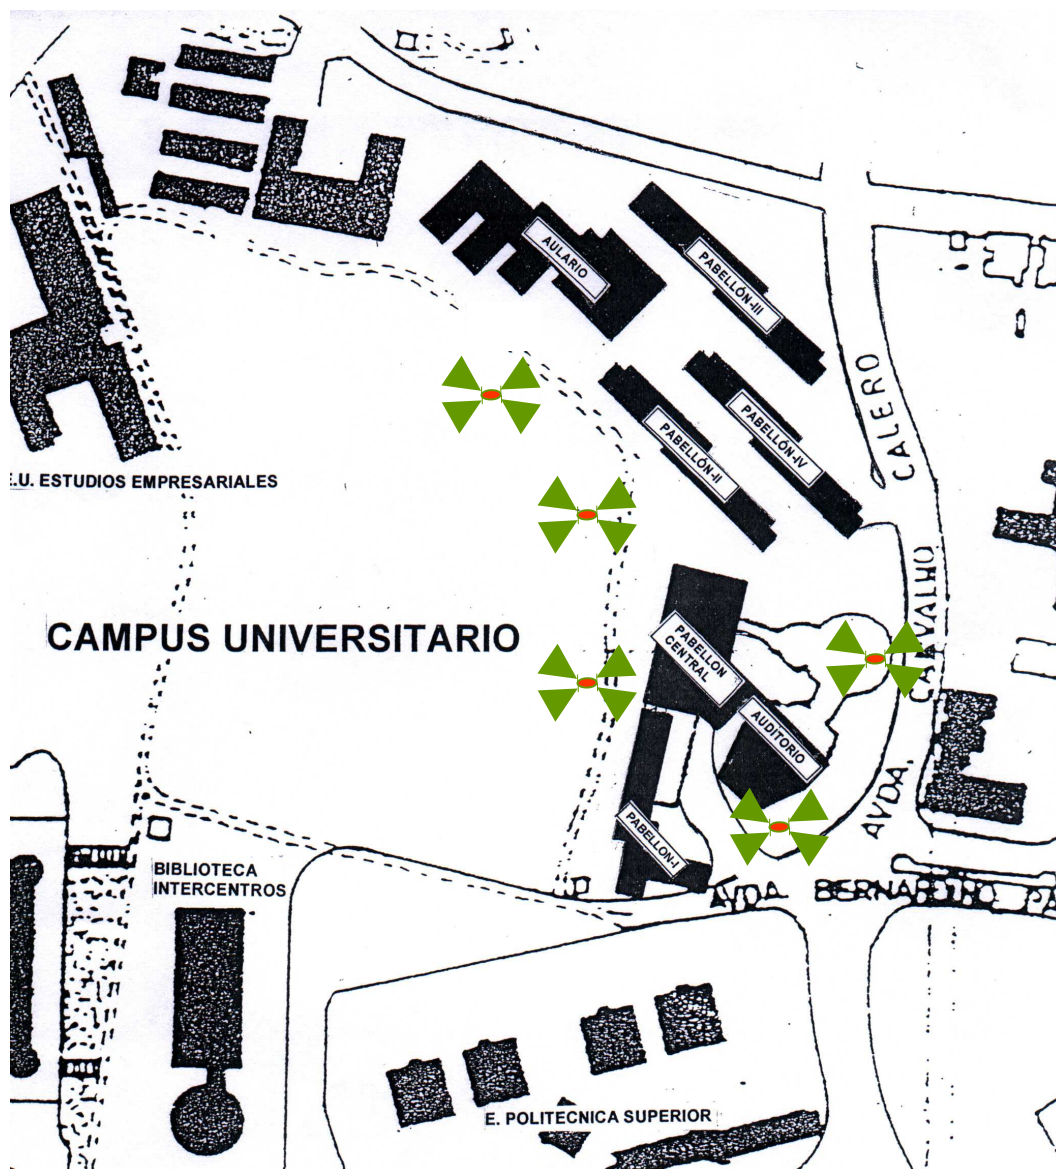 AULARIO
PABELLÓN-III
CALERO
PABELLÓN-IV
PABELLÓN-II
.U. ESTUDIOS EMPRESARIALES
CARVALHO
CAMPUS UNIVERSITARIO
PABELLON
CENTRAL
AUDITORIO
AVDA.
PABELLON-I
BIBLIOTECA
INTERCENTROS
AVDA BERNARDINO
E. POLITECNICA SUPERIOR